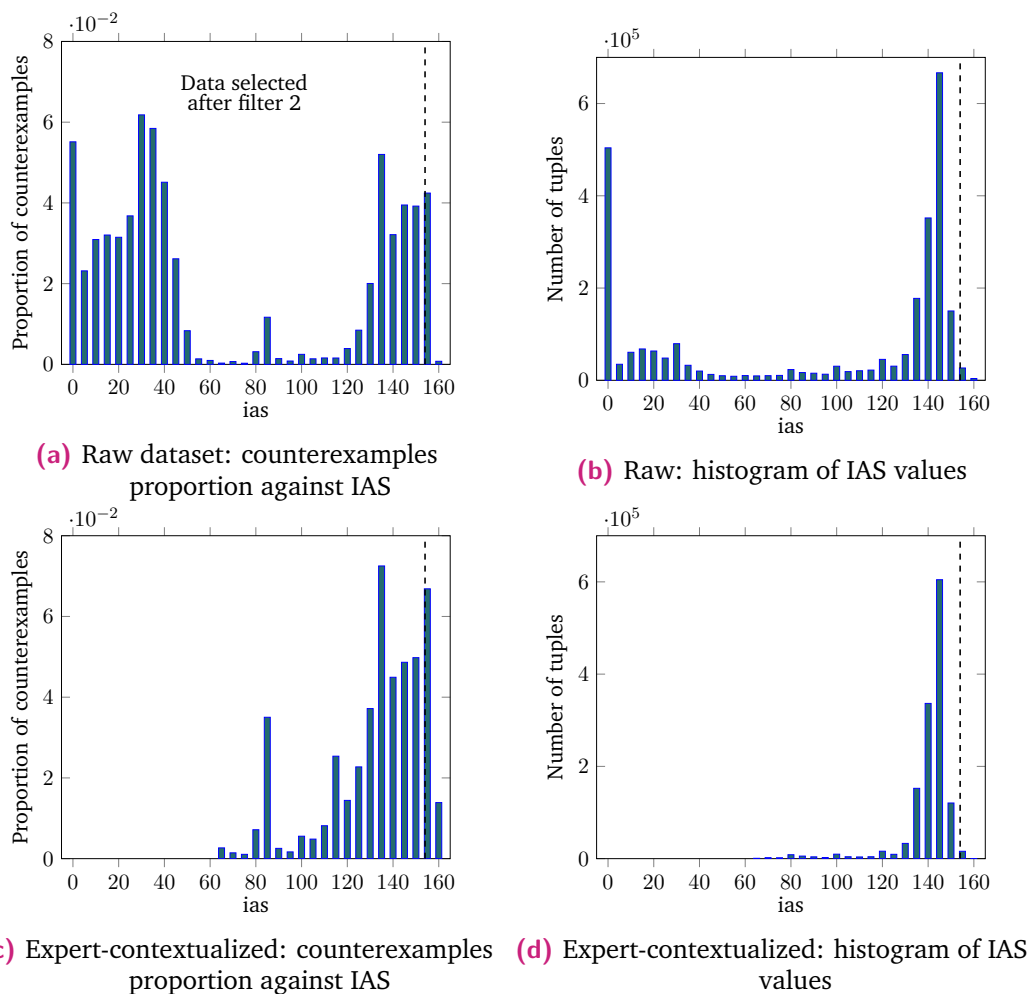 ·10⁻²
8
6
4
2
0
Proportion of counterexamples
Data selected
after filter 2
0 20 40 60 80 100 120 140 160
ias
(a) Raw dataset: counterexamples
proportion against IAS
·10⁵
6
4
2
0
Number of tuples
0 20 40 60 80 100 120 140 160
ias
(b) Raw: histogram of IAS values
·10⁻²
8
6
4
2
0
Proportion of counterexamples
0 20 40 60 80 100 120 140 160
ias
c) Expert-contextualized: counterexamples
proportion against IAS
·10⁵
6
4
2
0
Number of tuples
0 20 40 60 80 100 120 140 160
ias
(d) Expert-contextualized: histogram of IAS
values